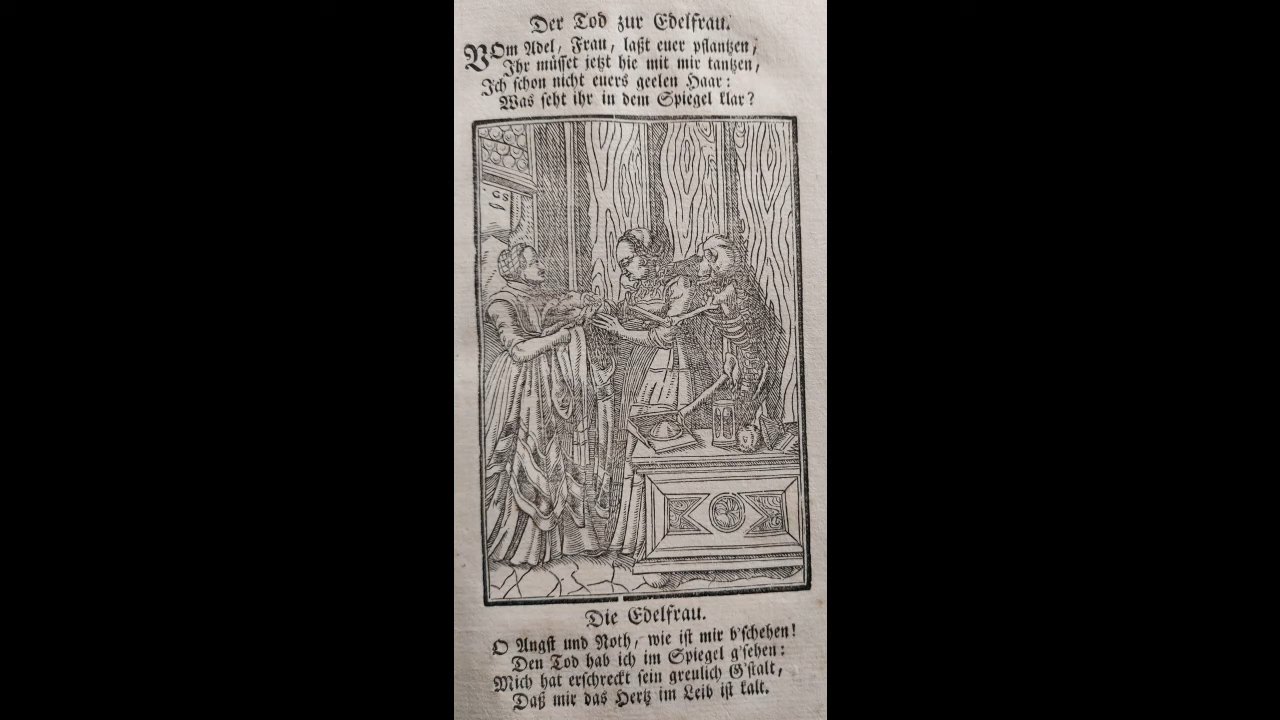 Der Tod zur Edelfrau.
VOm Adel, Frau, laßt euer pflantzen,
Ihr müsset jetzt hie mit mir tantzen,
Ich schon nicht euers geelen Haar:
Was seht ihr in dem Spiegel klar?
GS
Die Edelfrau.
O Angst und Noth, wie ist mir b'schehen!
Den Tod hab ich im Spiegel g'sehen:
Mich hat erschreckt sein greulich G'stalt,
Daß mir das Hertz im Leib ist kalt.